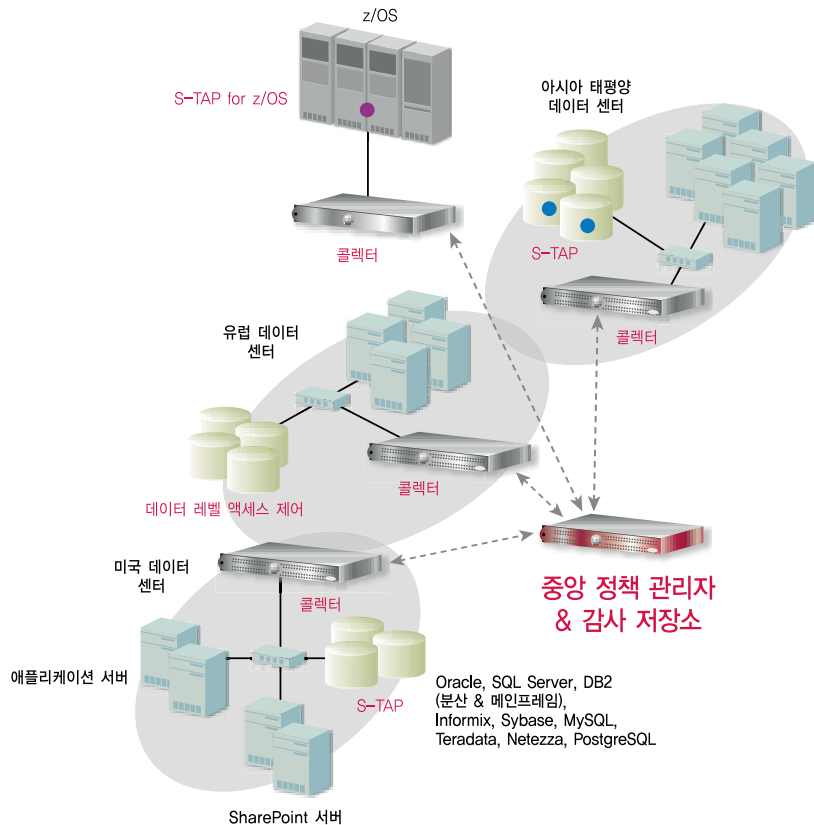 z/OS
S-TAP for z/OS
콜렉터
아시아 태평양
데이터 센터
S-TAP
콜렉터
유럽 데이터
센터
데이터 레벨 액세스 제어
콜렉터
미국 데이터
센터
콜렉터
중앙 정책 관리자
& 감사 저장소
애플리케이션 서버
S-TAP
SharePoint 서버
Oracle, SQL Server, DB2
(분산 & 메인프레임),
Informix, Sybase, MySQL,
Teradata, Netezza, PostgreSQL